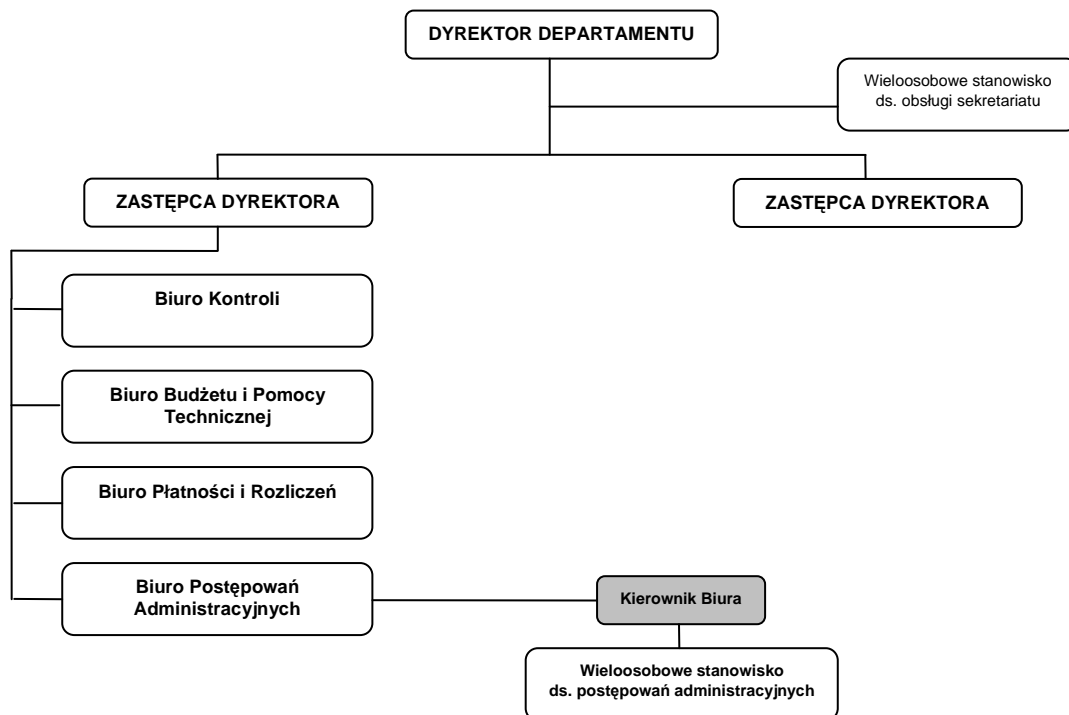 DYREKTOR DEPARTAMENTU
Wieloosobowe stanowisko
ds. obsługi sekretariatu
ZASTĘPCA DYREKTORA
ZASTĘPCA DYREKTORA
Biuro Kontroli
Biuro Budżetu i Pomocy
Technicznej
Biuro Płatności i Rozliczeń
Biuro Postępowań
Administracyjnych
Kierownik Biura
Wieloosobowe stanowisko
ds. postępowań administracyjnych